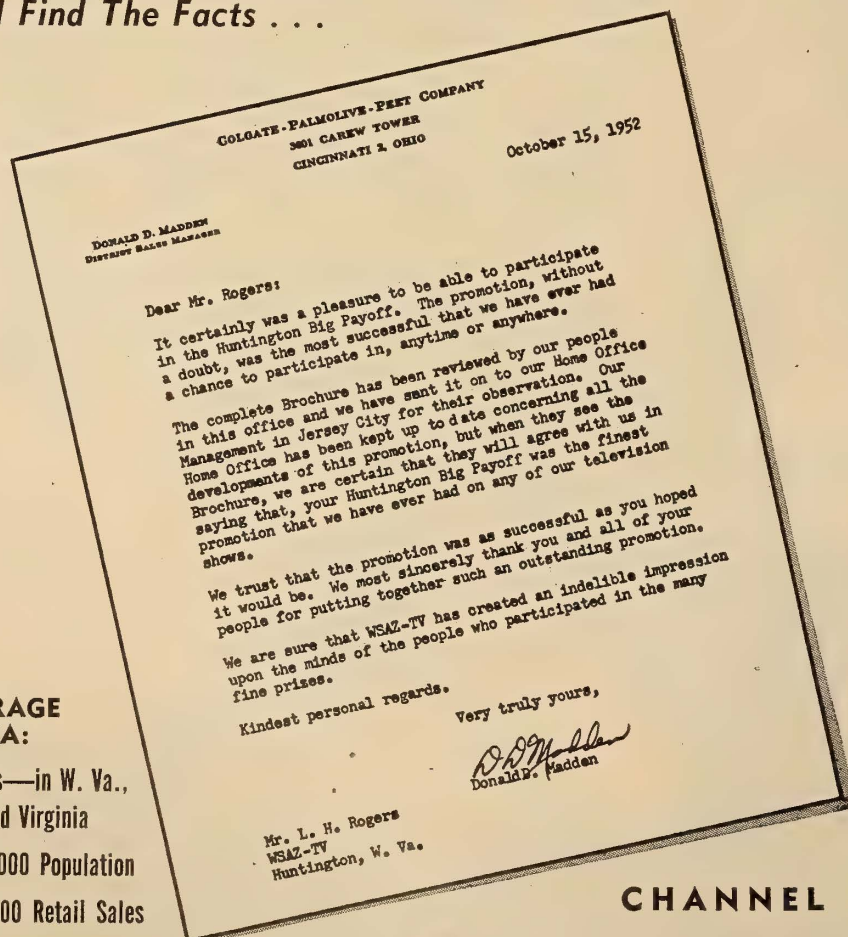 Find The Facts . . .
COLGATE-PALMOLIVE-PEET COMPANY
3601 CAREW TOWER
CINCINNATI 2, OHIO
October 15, 1952
DONALD D. MADDEN
DISTRICT SALES MANAGER
Dear Mr. Rogers:
It certainly was a pleasure to be able to participate
in the Huntington Big Payoff. The promotion, without
a doubt, was the most successful that we have ever had
a chance to participate in, anytime or anywhere.
The complete Brochure has been reviewed by our people
in this office and we have sent it on to our Home Office
Management in Jersey City for their observation. Our
Home Office has been kept up to date concerning all the
developments of this promotion, but when they see the
Brochure, we are certain that they will agree with us in
saying that, your Huntington Big Payoff was the finest
promotion that we have ever had on any of our television
shows.
We trust that the promotion was as successful as you hoped
it would be. We most sincerely thank you and all of your
people for putting together such an outstanding promotion.
We are sure that WSAZ-TV has created an indelible impression
upon the minds of the people who participated in the many
fine prizes.
Kindest personal regards.
Very truly yours,
D D Madden
Donald D. Madden
Mr. L. H. Rogers
WSAZ-TV
Huntington, W. Va.
RAGE
A:
s—in W. Va.,
d Virginia
000 Population
00 Retail Sales
CHANNEL